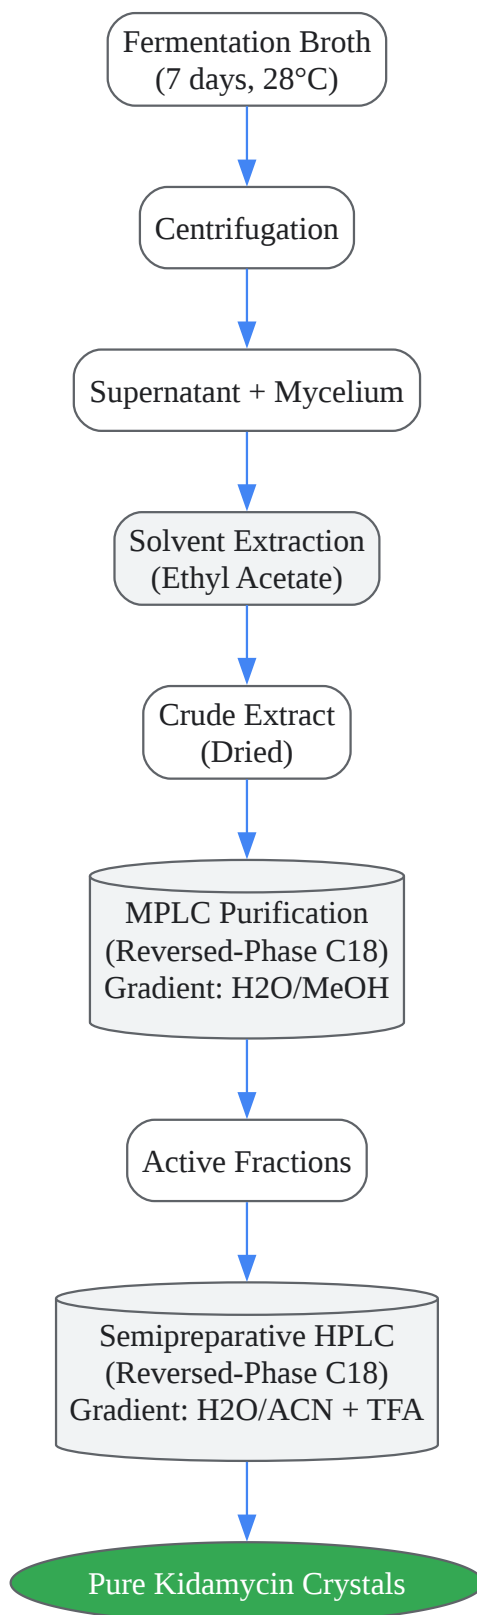 Fermentation Broth
(7 days, 28°C)
Centrifugation
Supernatant + Mycelium
Solvent Extraction
(Ethyl Acetate)
Crude Extract
(Dried)
MPLC Purification
(Reversed-Phase C18)
Gradient: H2O/MeOH
Active Fractions
Semipreparative HPLC
(Reversed-Phase C18)
Gradient: H2O/ACN + TFA
Pure Kidamycin Crystals